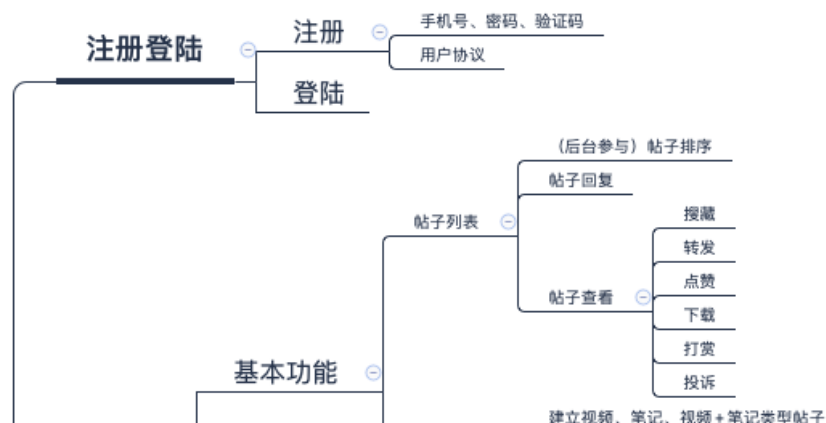 注册登陆
注册
手机号、密码、验证码
用户协议
登陆
（后台参与）帖子排序
帖子回复
帖子列表
搜藏
转发
帖子查看
点赞
下载
打赏
投诉
基本功能
建立视频、笔记、视频+笔记类型帖子